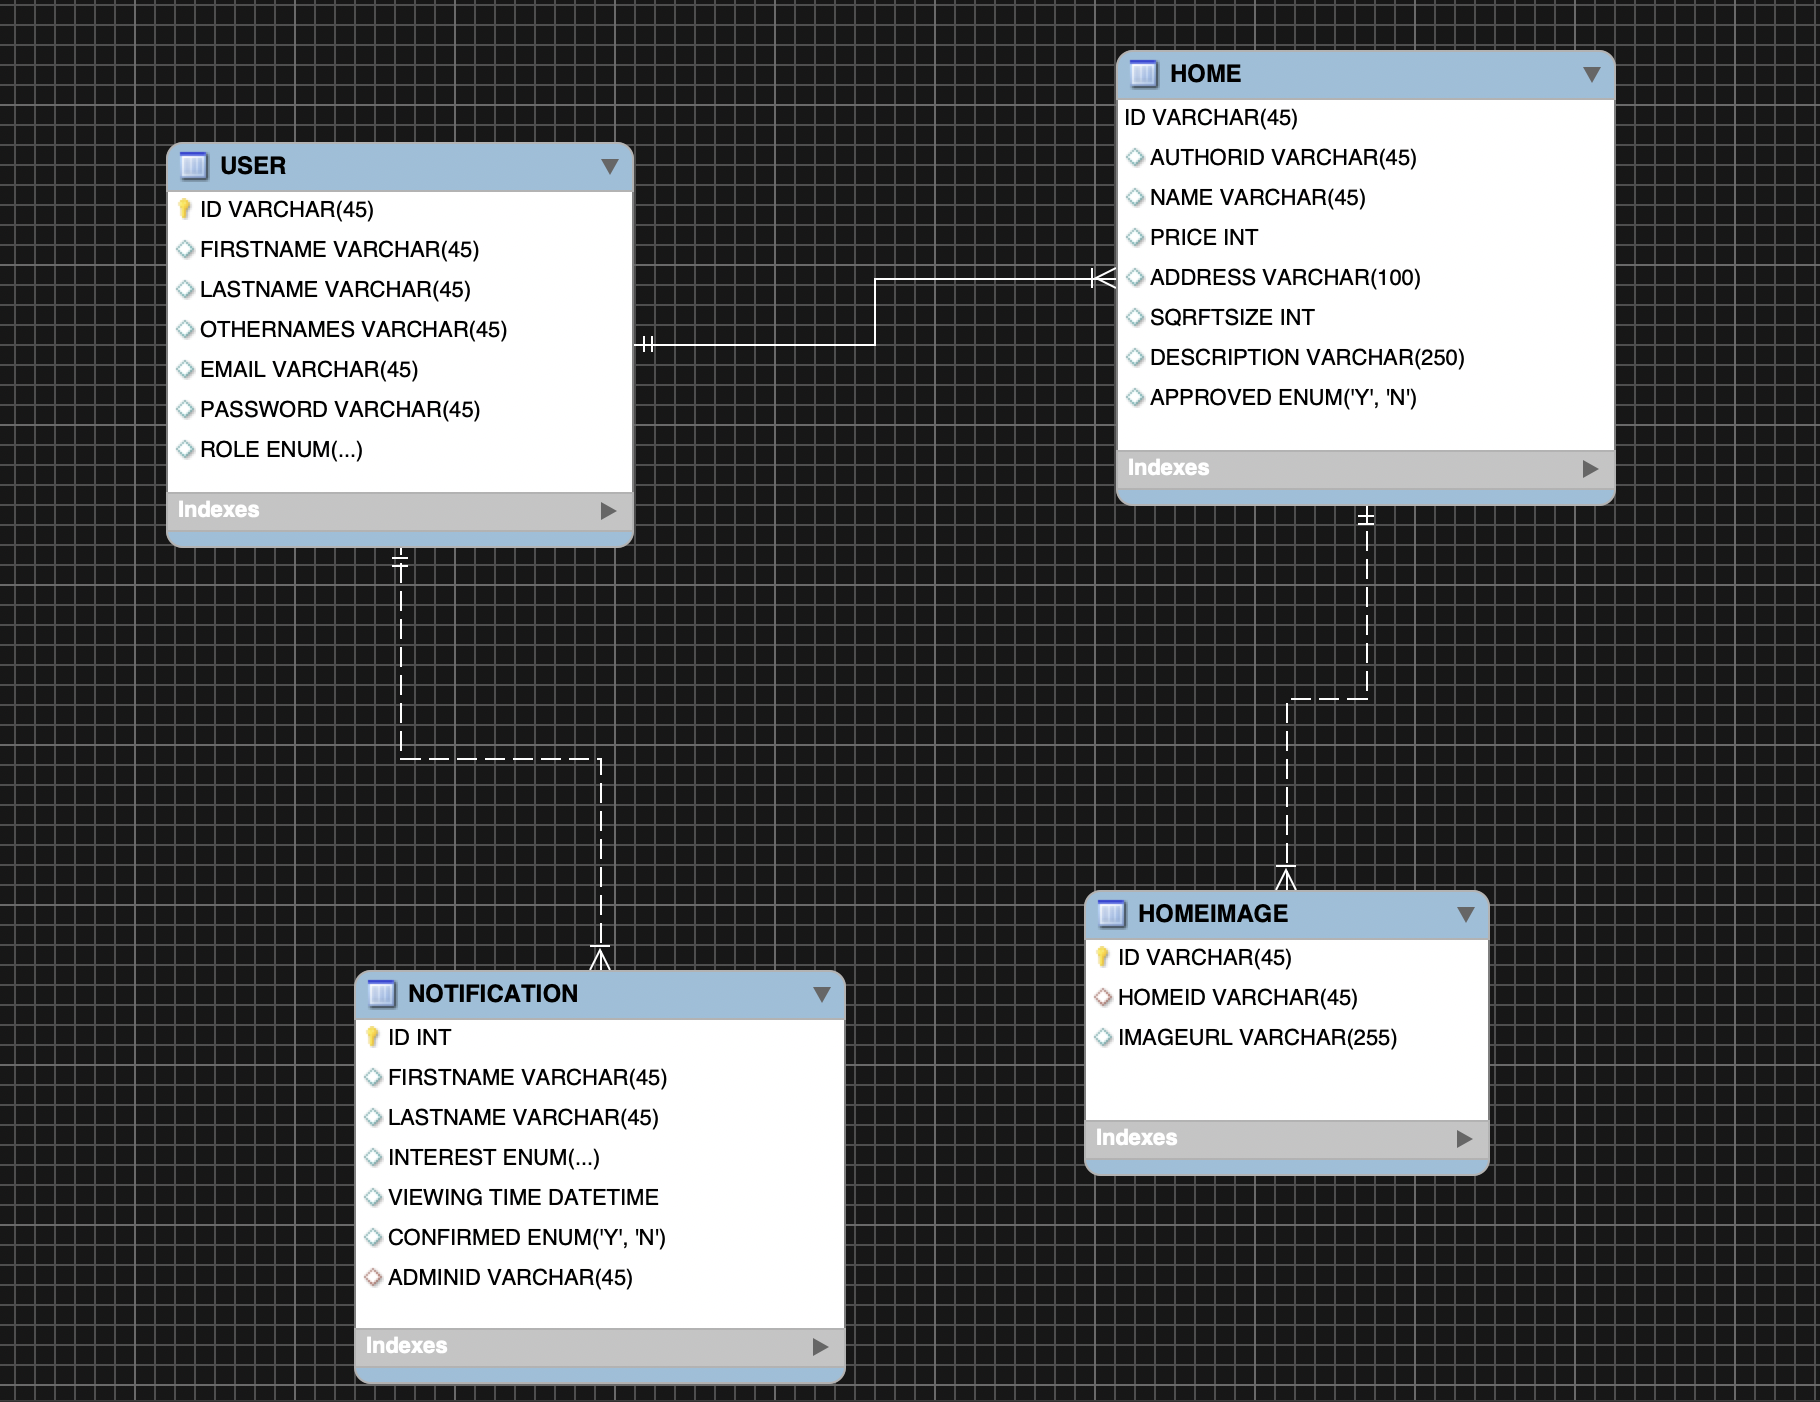 USER
ID VARCHAR(45)
FIRSTNAME VARCHAR(45)
LASTNAME VARCHAR(45)
OTHERNAMES VARCHAR(45)
EMAIL VARCHAR(45)
PASSWORD VARCHAR(45)
ROLE ENUM(...)
Indexes
HOME
ID VARCHAR(45)
AUTHORID VARCHAR(45)
NAME VARCHAR(45)
PRICE INT
ADDRESS VARCHAR(100)
SQRFTSIZE INT
DESCRIPTION VARCHAR(250)
APPROVED ENUM('Y', 'N')
Indexes
NOTIFICATION
ID INT
FIRSTNAME VARCHAR(45)
LASTNAME VARCHAR(45)
INTEREST ENUM(...)
VIEWING TIME DATETIME
CONFIRMED ENUM('Y', 'N')
ADMINID VARCHAR(45)
Indexes
HOMEIMAGE
ID VARCHAR(45)
HOMEID VARCHAR(45)
IMAGEURL VARCHAR(255)
Indexes